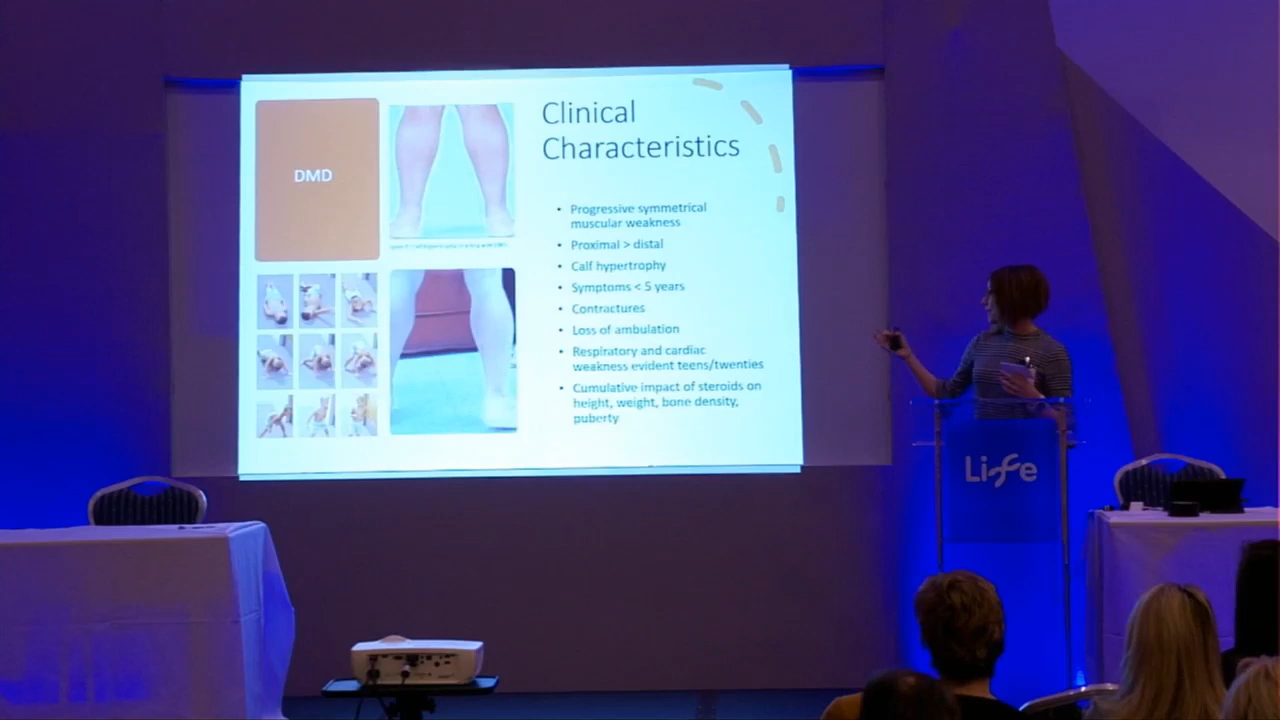 DMD
Clinical
Characteristics
• Progressive symmetrical
muscular weakness
• Proximal > distal
• Calf hypertrophy
• Symptoms < 5 years
• Contractures
• Loss of ambulation
• Respiratory and cardiac
weakness evident teens/twenties
• Cumulative impact of steroids on
height, weight, bone density,
puberty
Life